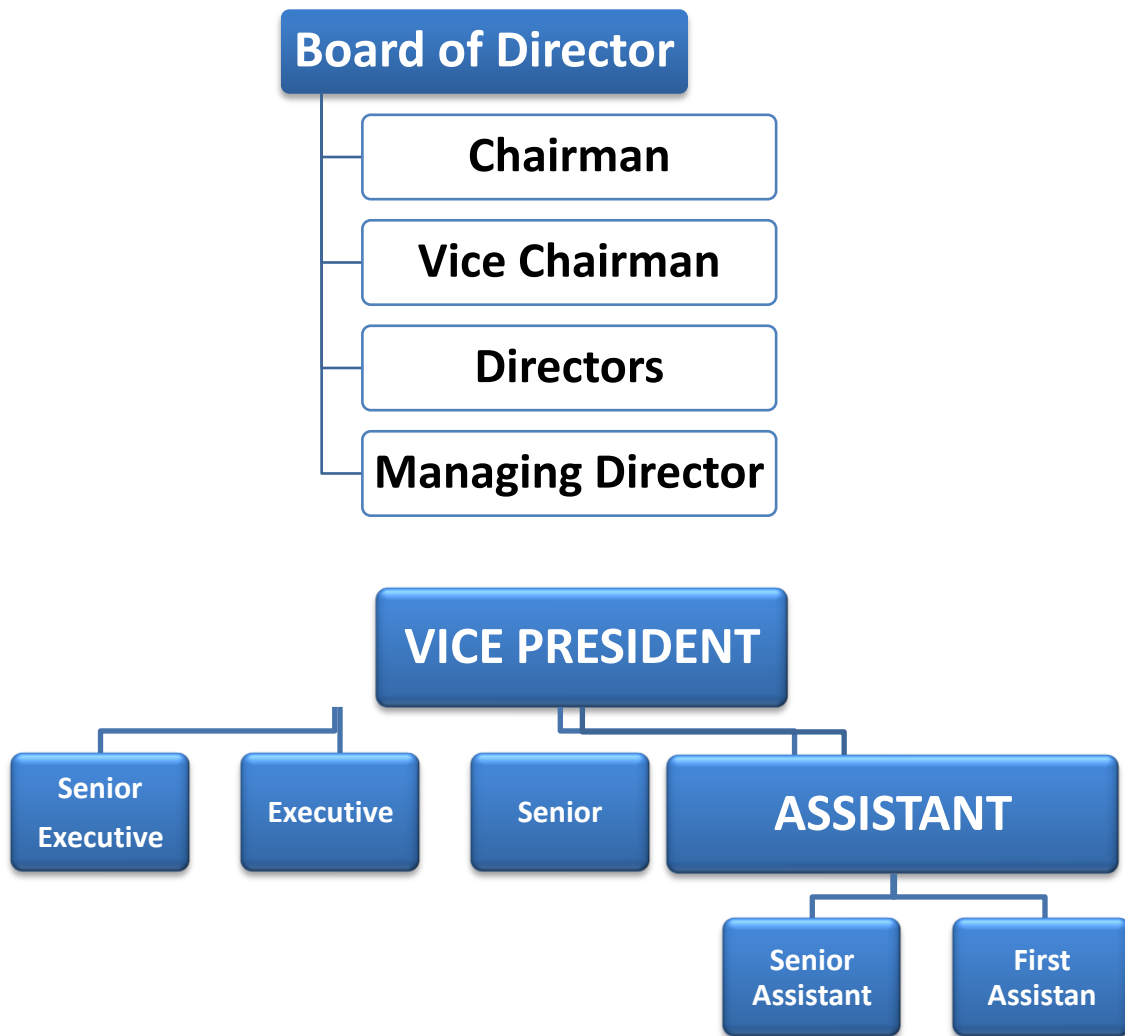 Board of Director
Chairman
Vice Chairman
Directors
Managing Director
VICE PRESIDENT
Senior
Executive
Executive
Senior
ASSISTANT
Senior
Assistant
First
Assistan